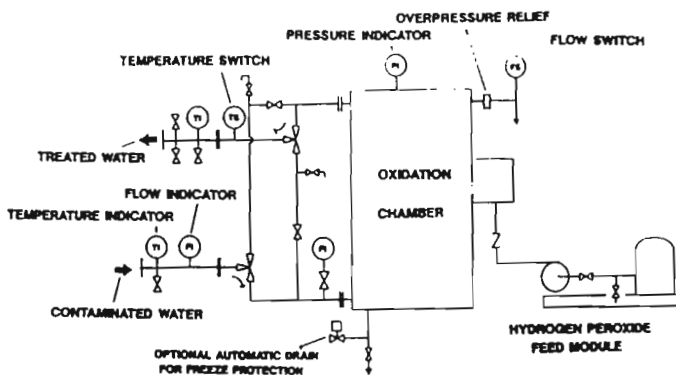 OVERPRESSURE RELIEF
PRESSURE INDICATOR
FLOW SWITCH
TEMPERATURE SWITCH
PI
FS
TI
TS
TREATED WATER
OXIDATION
CHAMBER
FLOW INDICATOR
TEMPERATURE INDICATOR
TI
FI
PI
CONTAMINATED WATER
HYDROGEN PEROXIDE
FEED MODULE
OPTIONAL AUTOMATIC DRAIN
FOR FREEZE PROTECTION